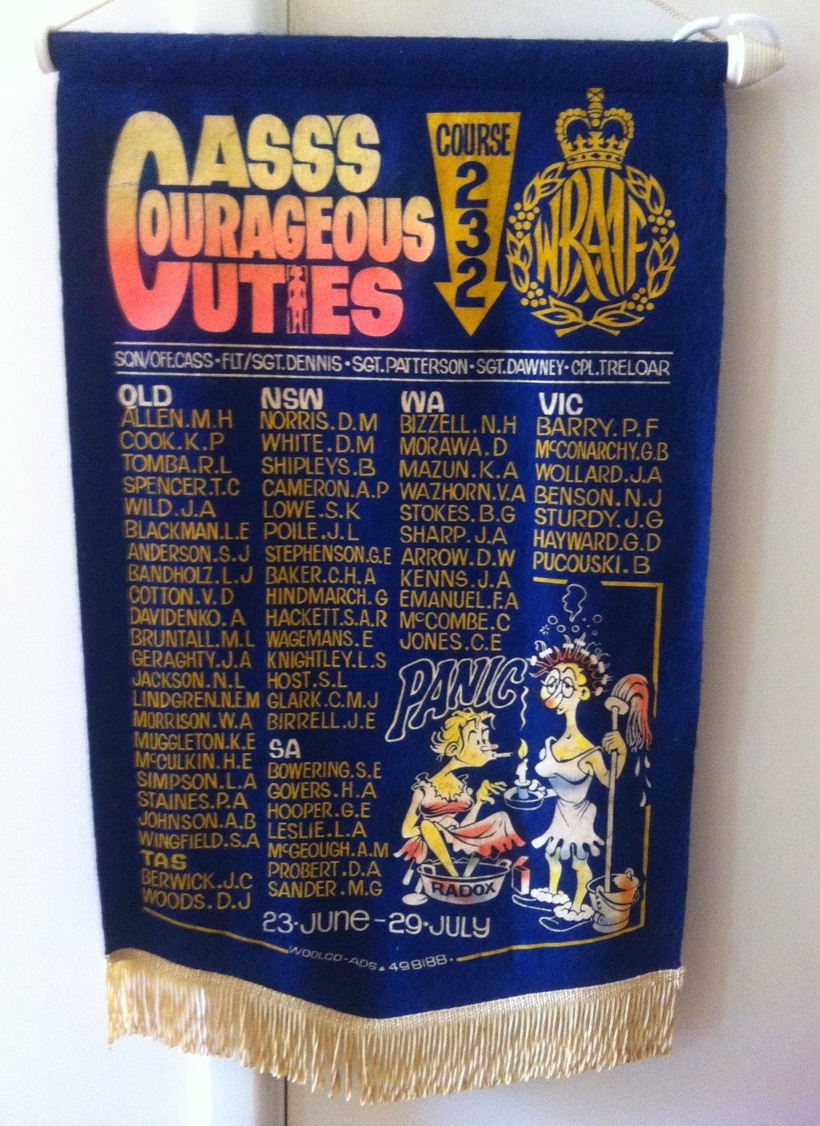 CASS'S
COURAGEOUS
CUTIES
COURSE
232
WRAAF
SQN/OFF.CASS·FLT/SGT.DENNIS·SGT.PATTERSON·SGT.DAWNEY·CPL.TRELOAR
QLD
ALLEN.M.H
COOK.K.P
TOMBA.R.L
SPENCER.T.C
WILD.J.A
BLACKMAN.L.E
ANDERSON.S.J
BANDHOLZ.L.J
COTTON.V.D
DAVIDENKO.A
BRUNTALL.M.L
GERAGHTY.J.A
JACKSON.N.L
LINDGREN.N.E.M
MORRISON.W.A
MUGGLETON.K.E
McCULKIN.H.E
SIMPSON.L.A
STAINES.P.A
JOHNSON.A.B
WINGFIELD.S.A
TAS
BERWICK.J.C
WOODS.D.J
NSW
NORRIS.D.M
WHITE.D.M
SHIPLEYS.B
CAMERON.A.P
LOWE.S.K
POILE.J.L
STEPHENSON.G.E
BAKER.C.H.A
HINDMARCH.G
HACKETT.S.A.R
WAGEMANS.E
KNIGHTLEY.L.S
HOST.S.L
GLARK.C.M.J
BIRRELL.J.E
SA
BOWERING.S.E
GOVERS.H.A
HOOPER.G.E
LESLIE.L.A
McGEOUGH.A.M
PROBERT.D.A
SANDER.M.G
WA
BIZZELL.N.H
MORAWA.D
MAZUN.K.A
WAZHORN.V.A
STOKES.B.G
SHARP.J.A
ARROW.D.W
KENNS.J.A
EMANUEL.F.A
McCOMBE.C
JONES.C.E
VIC
BARRY.P.F
McCONARCHY.G.B
WOLLARD.J.A
BENSON.N.J
STURDY.J.G
HAYWARD.G.D
PUCOUSKI.B
PANIC
RADOX
23·JUNE-29·JULY
WOOLCO-ADS·498188·